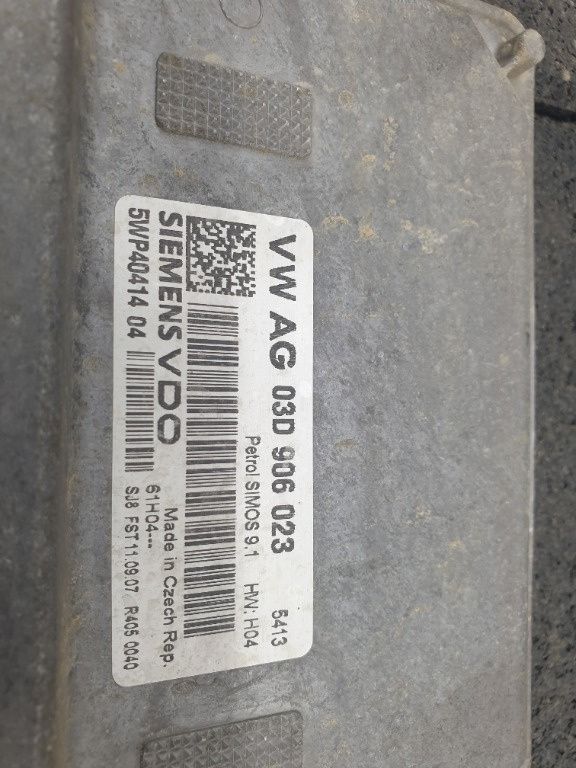 VW AG 03D 906 023 5413
Petrol SIMOS 9.1 HW: H04
Made in Czech Rep.
SIEMENS VDO 61H04---
5WP40414 04 SJ8 FST11.09.07 R405 0040